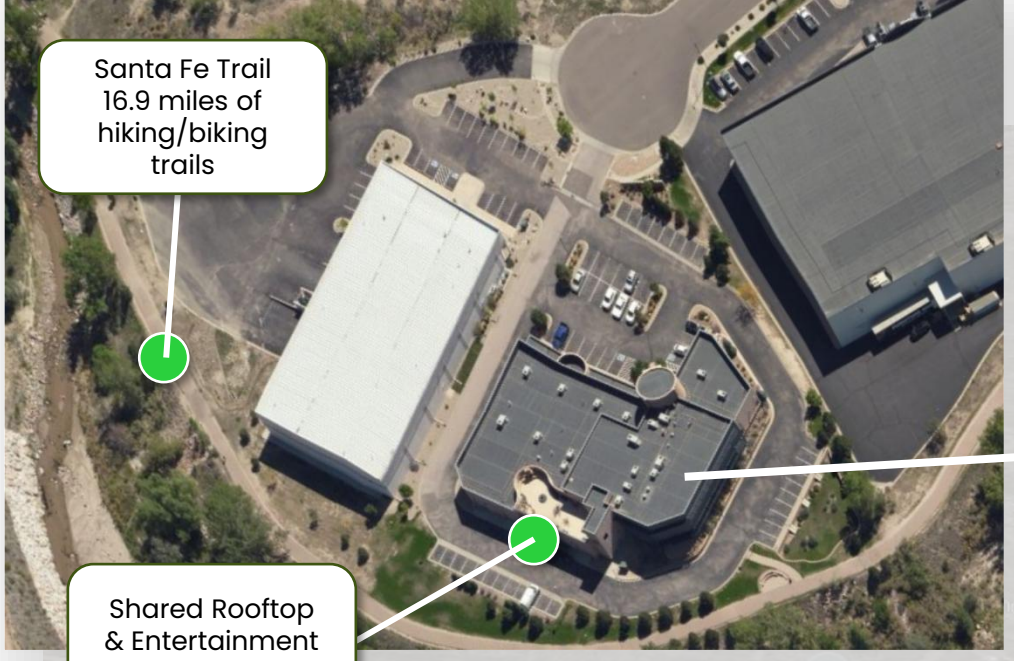 Santa Fe Trail
16.9 miles of
hiking/biking
trails
Shared Rooftop
& Entertainment